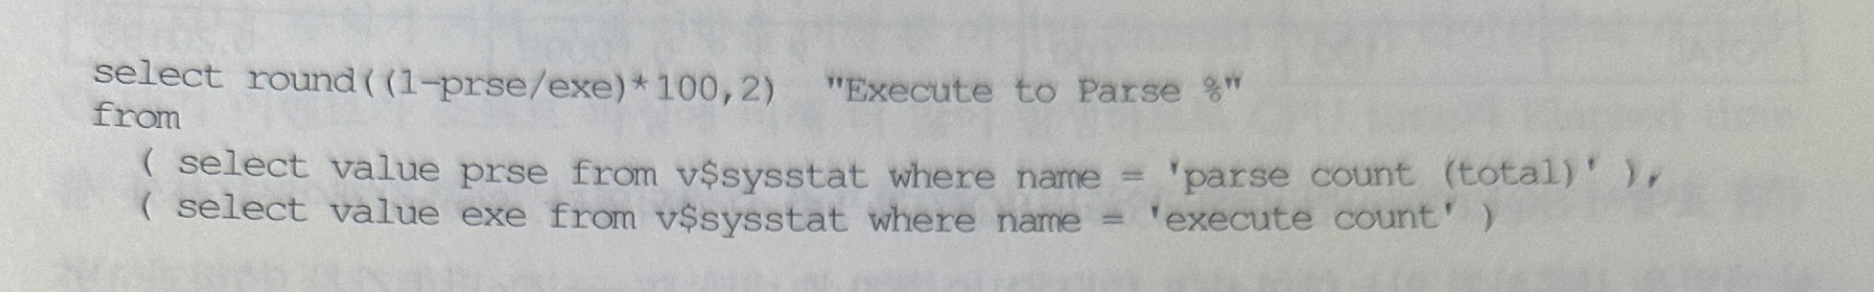 select round((1-prse/exe)*100,2)  "Execute to Parse %"
from
  ( select value prse from v$sysstat where name = 'parse count (total)' ),
  ( select value exe from v$sysstat where name = 'execute count' )